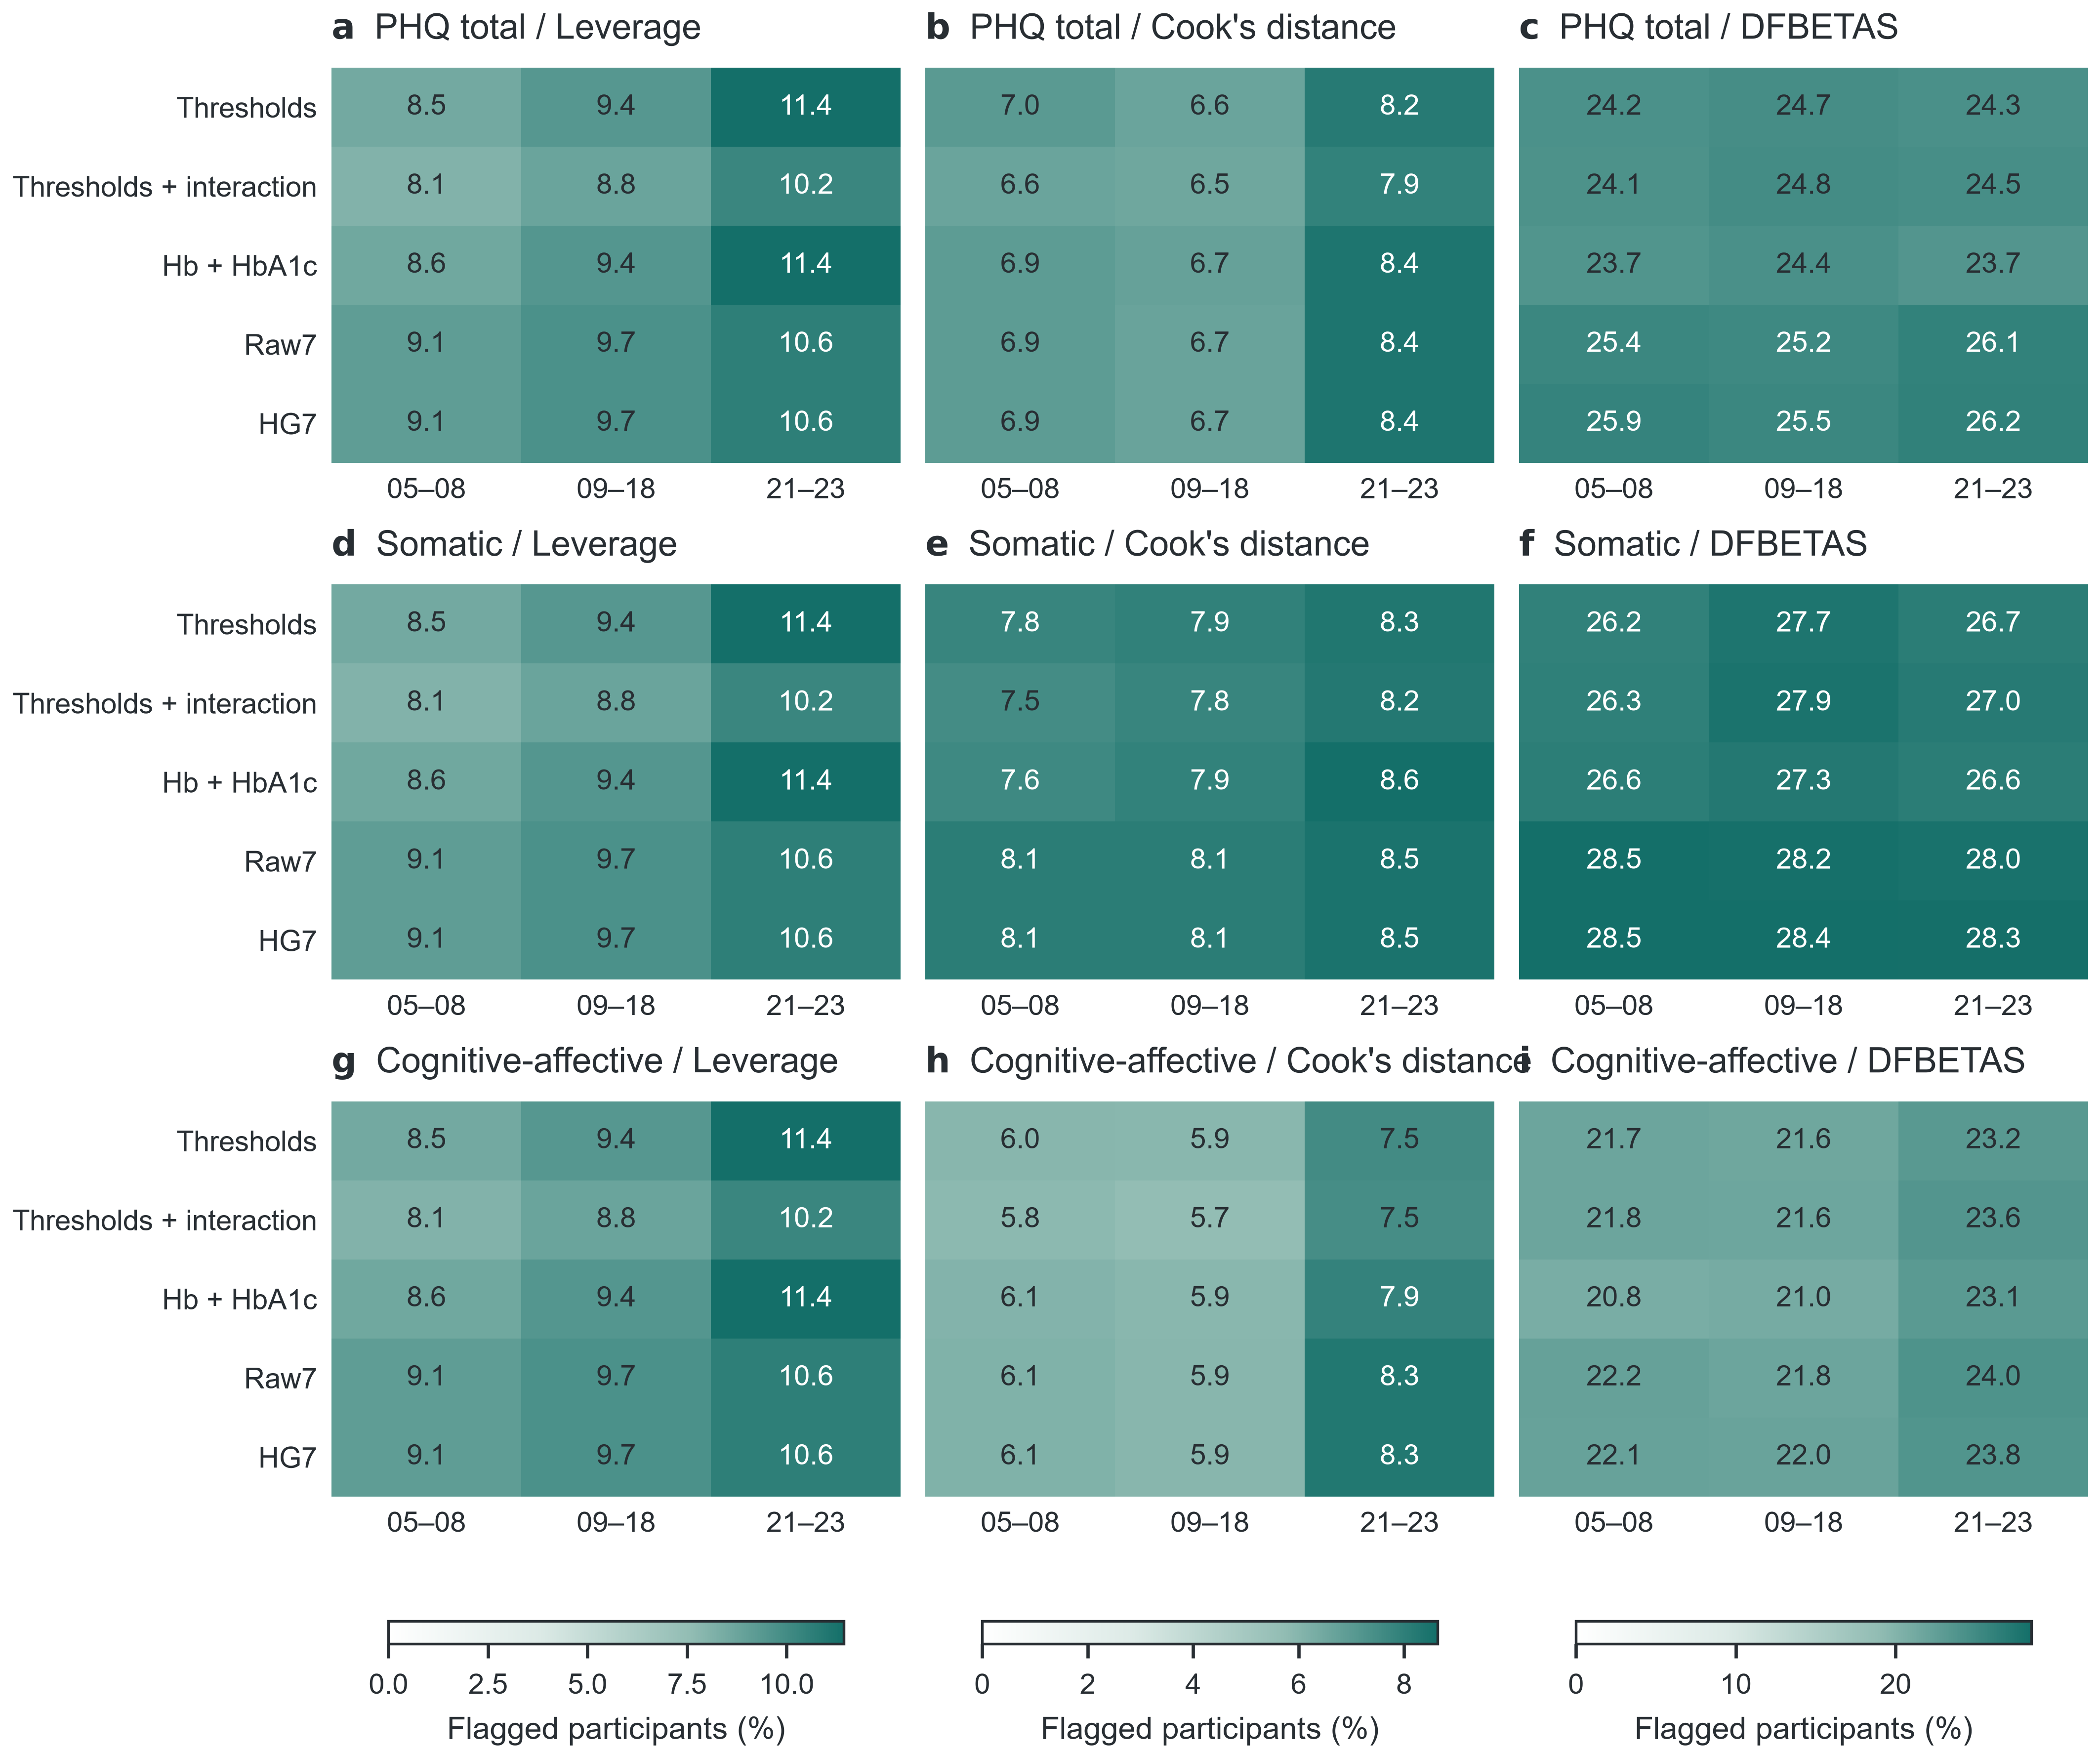 a PHQ total / Leverage
b PHQ total / Cook's distance
c PHQ total / DFBETAS
Thresholds 8.5 9.4 11.4 7.0 6.6 8.2 24.2 24.7 24.3
Thresholds + interaction 8.1 8.8 10.2 6.6 6.5 7.9 24.1 24.8 24.5
Hb + HbA1c 8.6 9.4 11.4 6.9 6.7 8.4 23.7 24.4 23.7
Raw7 9.1 9.7 10.6 6.9 6.7 8.4 25.4 25.2 26.1
HG7 9.1 9.7 10.6 6.9 6.7 8.4 25.9 25.5 26.2
05–08 09–18 21–23 05–08 09–18 21–23 05–08 09–18 21–23
d Somatic / Leverage
e Somatic / Cook's distance
f Somatic / DFBETAS
Thresholds 8.5 9.4 11.4 7.8 7.9 8.3 26.2 27.7 26.7
Thresholds + interaction 8.1 8.8 10.2 7.5 7.8 8.2 26.3 27.9 27.0
Hb + HbA1c 8.6 9.4 11.4 7.6 7.9 8.6 26.6 27.3 26.6
Raw7 9.1 9.7 10.6 8.1 8.1 8.5 28.5 28.2 28.0
HG7 9.1 9.7 10.6 8.1 8.1 8.5 28.5 28.4 28.3
05–08 09–18 21–23 05–08 09–18 21–23 05–08 09–18 21–23
g Cognitive-affective / Leverage
h Cognitive-affective / Cook's distance
i Cognitive-affective / DFBETAS
Thresholds 8.5 9.4 11.4 6.0 5.9 7.5 21.7 21.6 23.2
Thresholds + interaction 8.1 8.8 10.2 5.8 5.7 7.5 21.8 21.6 23.6
Hb + HbA1c 8.6 9.4 11.4 6.1 5.9 7.9 20.8 21.0 23.1
Raw7 9.1 9.7 10.6 6.1 5.9 8.3 22.2 21.8 24.0
HG7 9.1 9.7 10.6 6.1 5.9 8.3 22.1 22.0 23.8
05–08 09–18 21–23 05–08 09–18 21–23 05–08 09–18 21–23
0.0 2.5 5.0 7.5 10.0 0 2 4 6 8 0 10 20
Flagged participants (%) Flagged participants (%) Flagged participants (%)